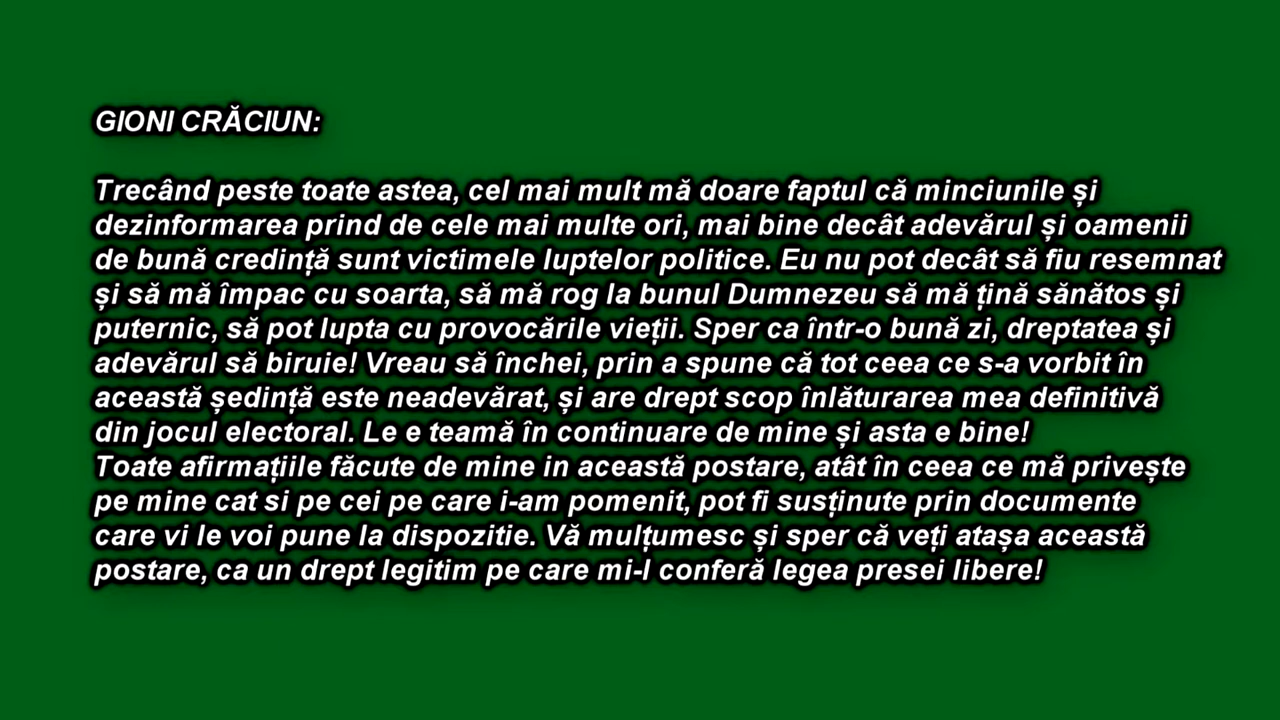 GIONI CRĂCIUN:
Trecând peste toate astea, cel mai mult mă doare faptul că minciunile și
dezinformarea prind de cele mai multe ori, mai bine decât adevărul și oamenii
de bună credință sunt victimele luptelor politice. Eu nu pot decât să fiu resemnat
și să mă împac cu soarta, să mă rog la bunul Dumnezeu să mă țină sănătos și
puternic, să pot lupta cu provocările vieții. Sper ca într-o bună zi, dreptatea și
adevărul să biruie! Vreau să închei, prin a spune că tot ceea ce s-a vorbit în
această ședință este neadevărat, și are drept scop înlăturarea mea definitivă
din jocul electoral. Le e teamă în continuare de mine și asta e bine!
Toate afirmațiile făcute de mine in această postare, atât în ceea ce mă privește
pe mine cat si pe cei pe care i-am pomenit, pot fi susținute prin documente
care vi le voi pune la dispozitie. Vă mulțumesc și sper că veți atașa această
postare, ca un drept legitim pe care mi-l conferă legea presei libere!